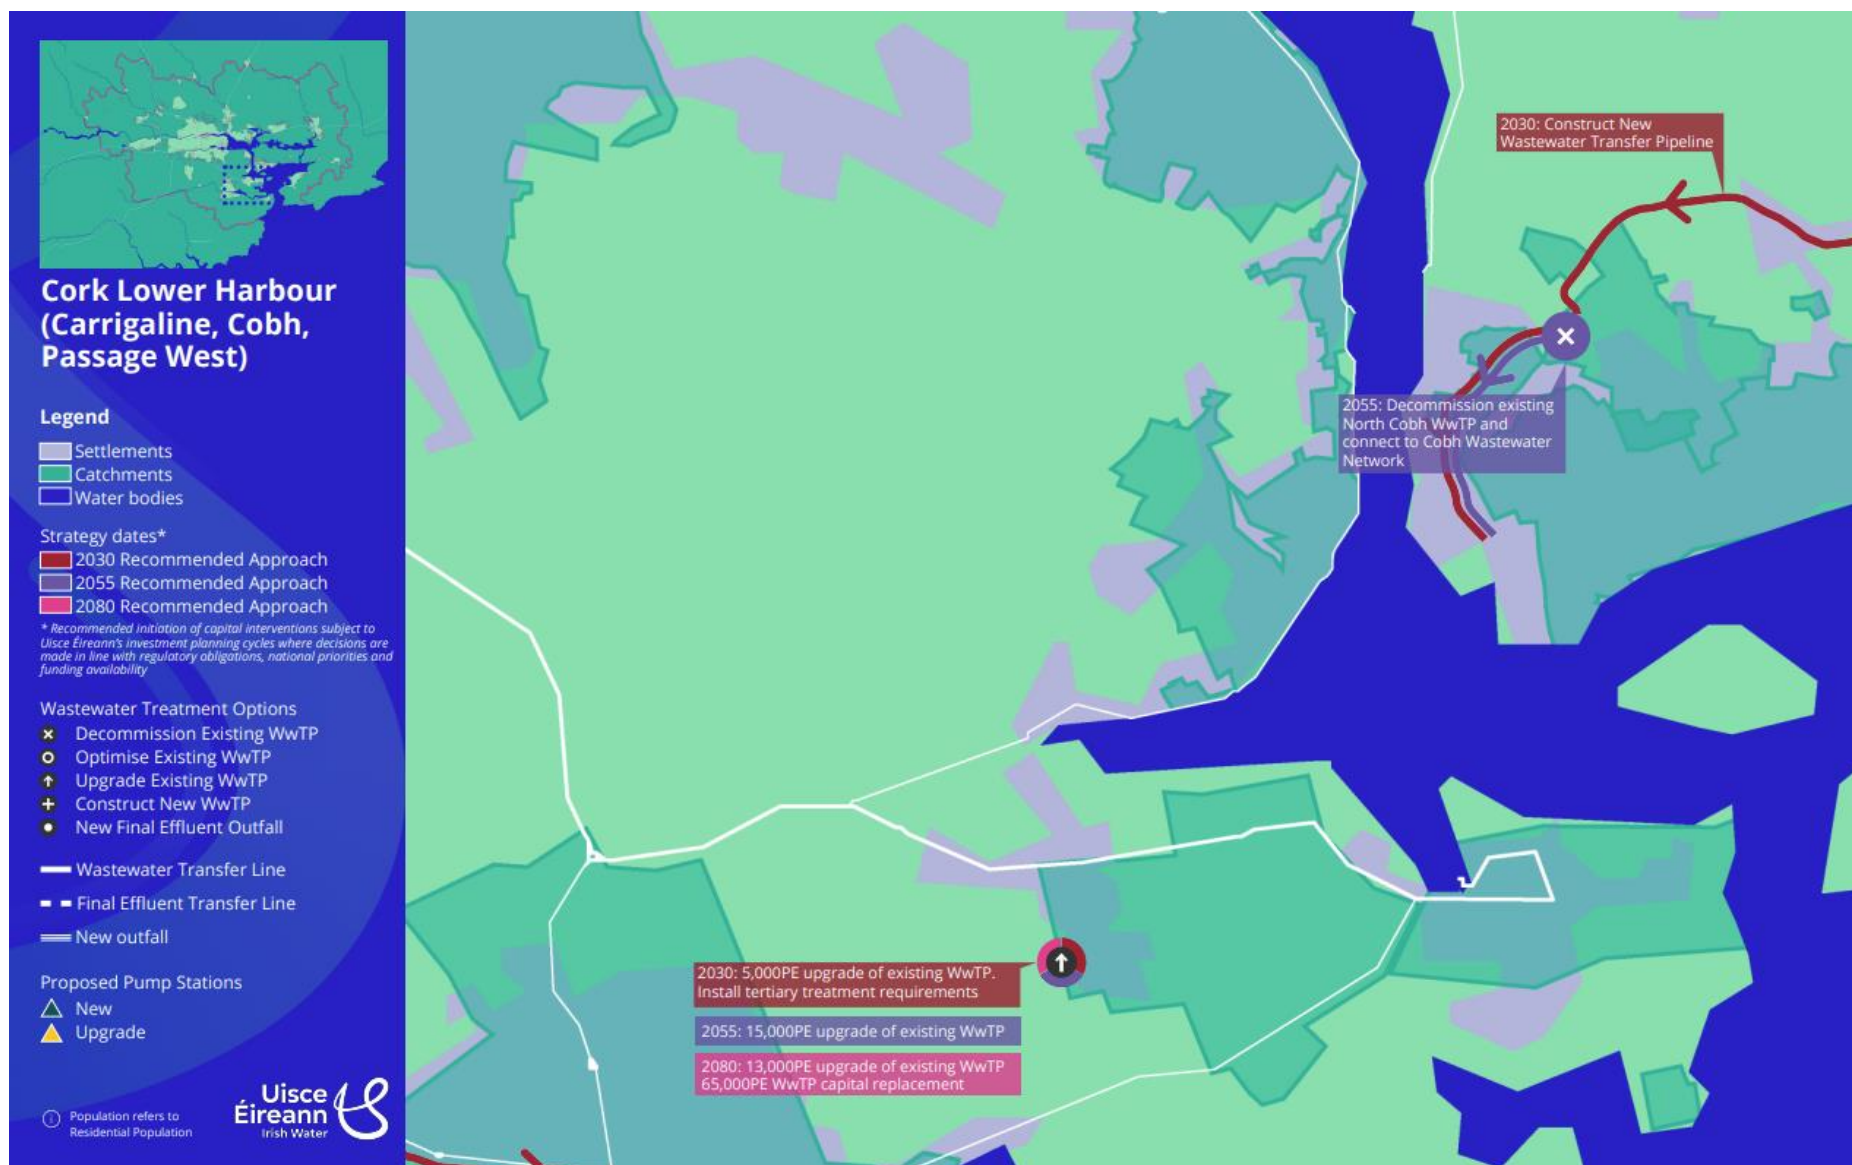 Cork Lower Harbour
(Carrigaline, Cobh,
Passage West)
Legend
Settlements
Catchments
Water bodies
Strategy dates*
2030 Recommended Approach
2055 Recommended Approach
2080 Recommended Approach
* Recommended initiation of capital interventions subject to
Uisce Éireann's investment planning cycles where decisions are
made in line with regulatory obligations, national priorities and
funding availability
Wastewater Treatment Options
Decommission Existing WwTP
Optimise Existing WwTP
Upgrade Existing WwTP
Construct New WwTP
New Final Effluent Outfall
Wastewater Transfer Line
Final Effluent Transfer Line
New outfall
Proposed Pump Stations
New
Upgrade
Population refers to
Residential Population
Uisce
Éireann
Irish Water
2030: Construct New
Wastewater Transfer Pipeline
2055: Decommission existing
North Cobh WwTP and
connect to Cobh Wastewater
Network
2030: 5,000PE upgrade of existing WwTP.
Install tertiary treatment requirements
2055: 15,000PE upgrade of existing WwTP
2080: 13,000PE upgrade of existing WwTP
65,000PE WwTP capital replacement